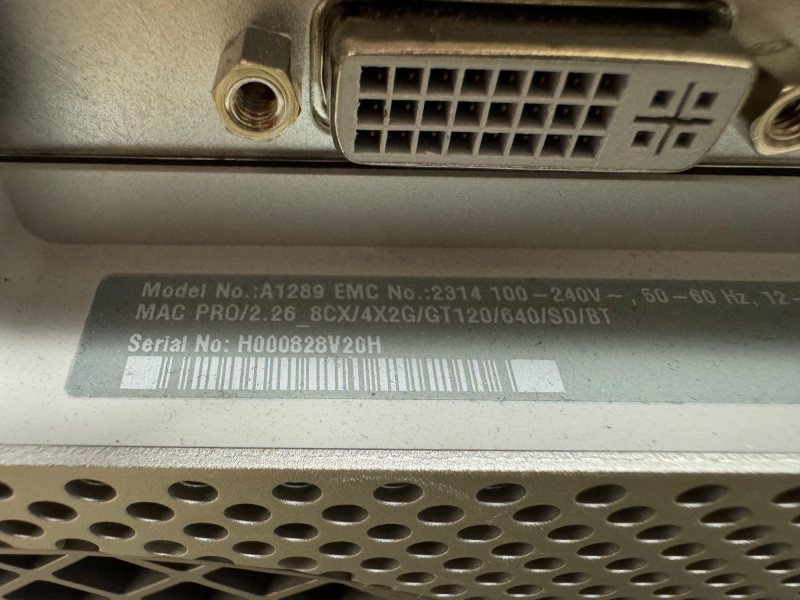 Model No.:A1289 EMC No.:2314 100-240V~, 50-60 Hz, 12-
MAC PRO/2.26_8CX/4X2G/GT120/640/SD/BT
Serial No: H000828V20H